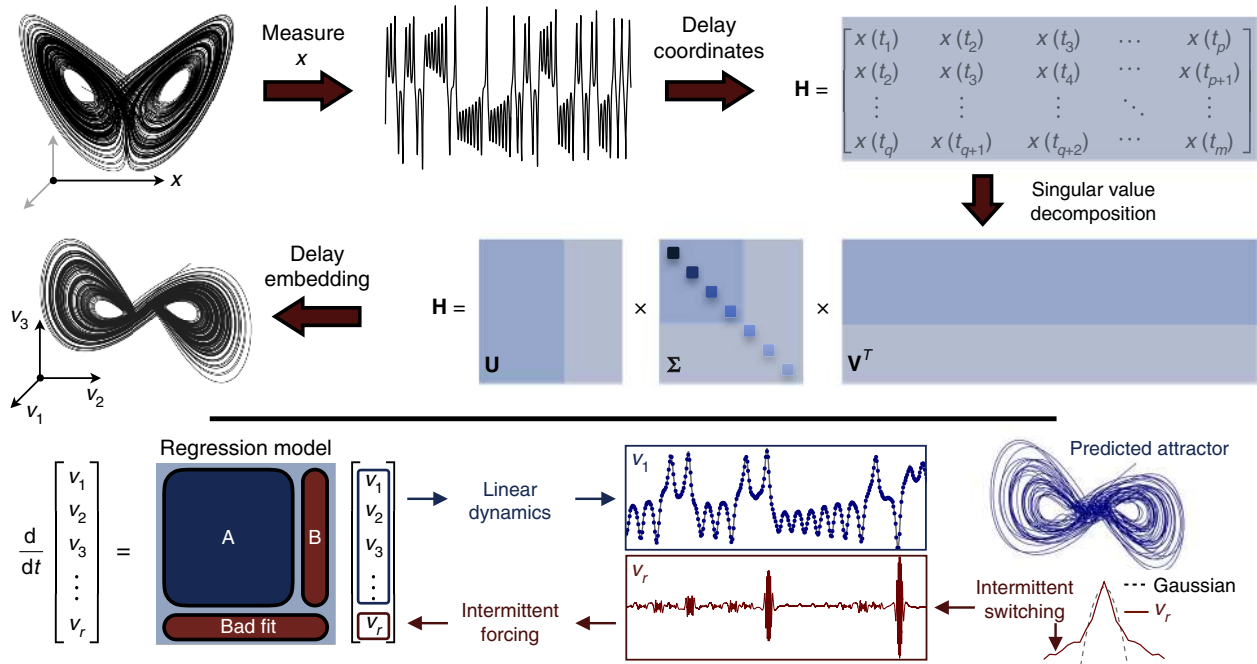 Measure
x
Delay
coordinates
x
H =
x (t1) x (t2) x (t3) ⋯ x (tp)
x (t2) x (t3) x (t4) ⋯ x (tp+1)
⋮ ⋮ ⋮ ⋱ ⋮
x (tq) x (tq+1) x (tq+2) ⋯ x (tm)
Singular value
decomposition
Delay
embedding
v3
v2
v1
H =
U
×
Σ
×
V^T
Regression model
d
dt
v1
v2
v3
⋮
vr
=
A
B
Bad fit
v1
v2
v3
⋮
vr
Linear
dynamics
v1
Predicted attractor
Intermittent
forcing
vr
Intermittent
switching
Gaussian
vr